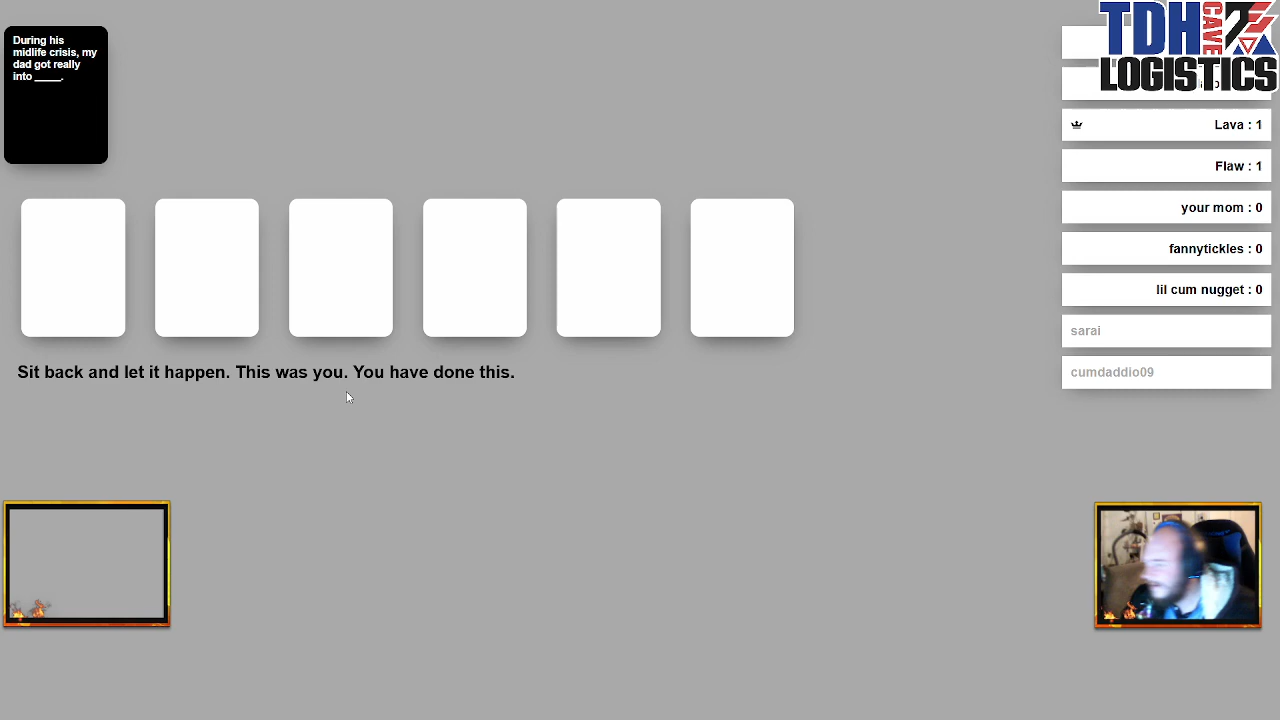 During his
midlife crisis, my
dad got really
into _____.
TDH
CAVE
LOGISTICS
Lava : 1
Flaw : 1
your mom : 0
fannytickles : 0
lil cum nugget : 0
sarai
cumdaddio09
Sit back and let it happen. This was you. You have done this.